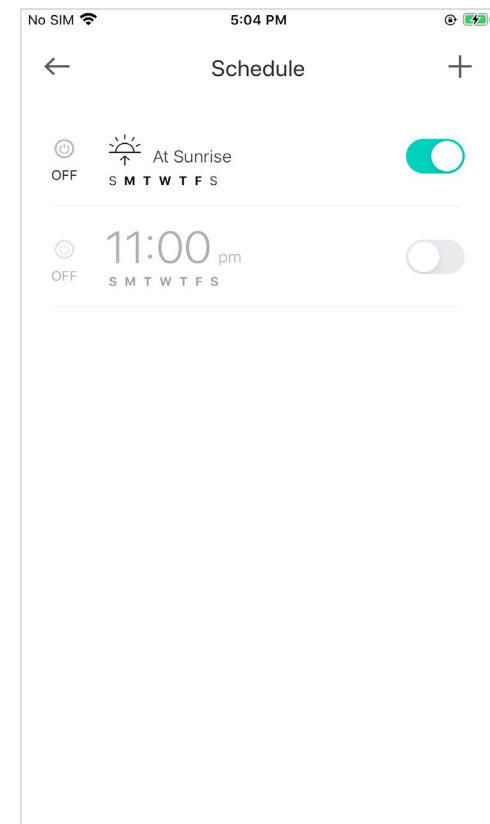 No SIM 5:04 PM
Schedule
OFF At Sunrise
S M T W T F S
OFF 11:00 pm
S M T W T F S